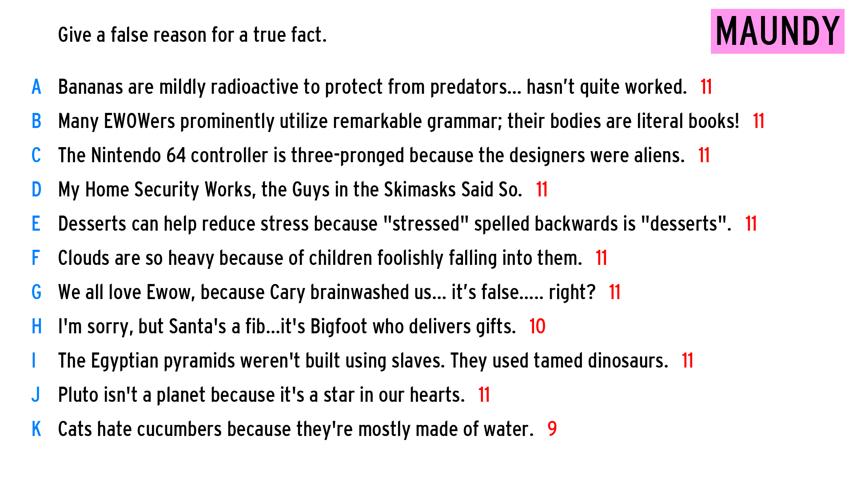 Give a false reason for a true fact.
MAUNDY
A Bananas are mildly radioactive to protect from predators... hasn’t quite worked. 11
B Many EWOWers prominently utilize remarkable grammar; their bodies are literal books! 11
C The Nintendo 64 controller is three-pronged because the designers were aliens. 11
D My Home Security Works, the Guys in the Skimasks Said So. 11
E Desserts can help reduce stress because "stressed" spelled backwards is "desserts". 11
F Clouds are so heavy because of children foolishly falling into them. 11
G We all love Ewow, because Cary brainwashed us... it’s false..... right? 11
H I'm sorry, but Santa's a fib...it's Bigfoot who delivers gifts. 10
I The Egyptian pyramids weren't built using slaves. They used tamed dinosaurs. 11
J Pluto isn't a planet because it's a star in our hearts. 11
K Cats hate cucumbers because they're mostly made of water. 9